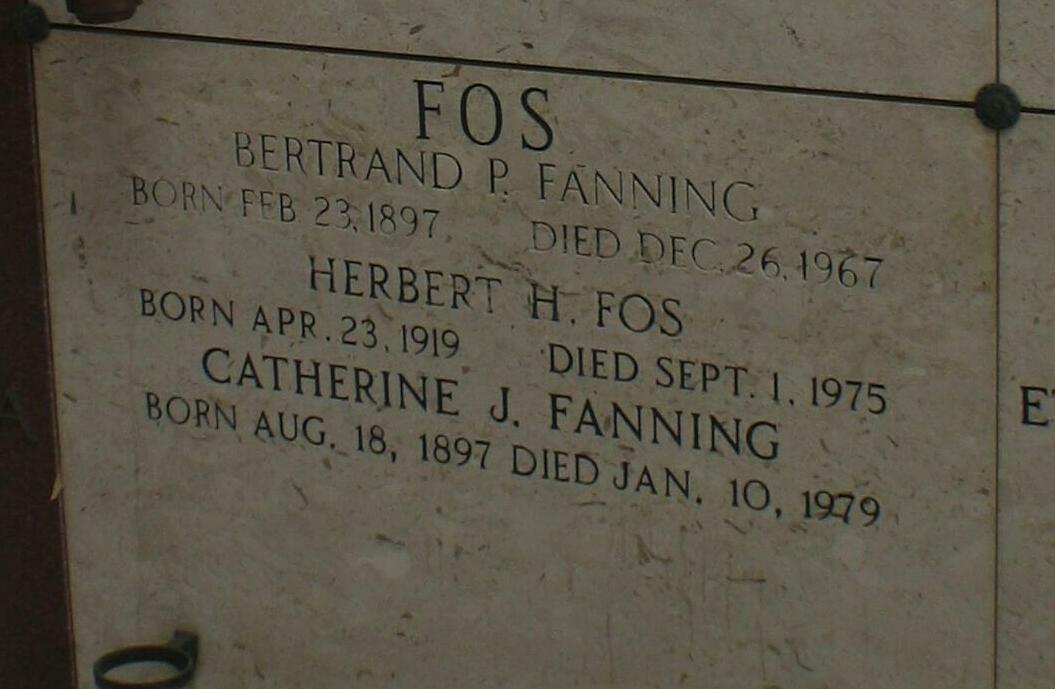 FOS
BERTRAND P. FANNING
BORN FEB. 23, 1897. DIED DEC. 26, 1967
HERBERT H. FOS
BORN APR. 23, 1919 DIED SEPT. 1, 1975
CATHERINE J. FANNING
BORN AUG. 18, 1897 DIED JAN. 10, 1979